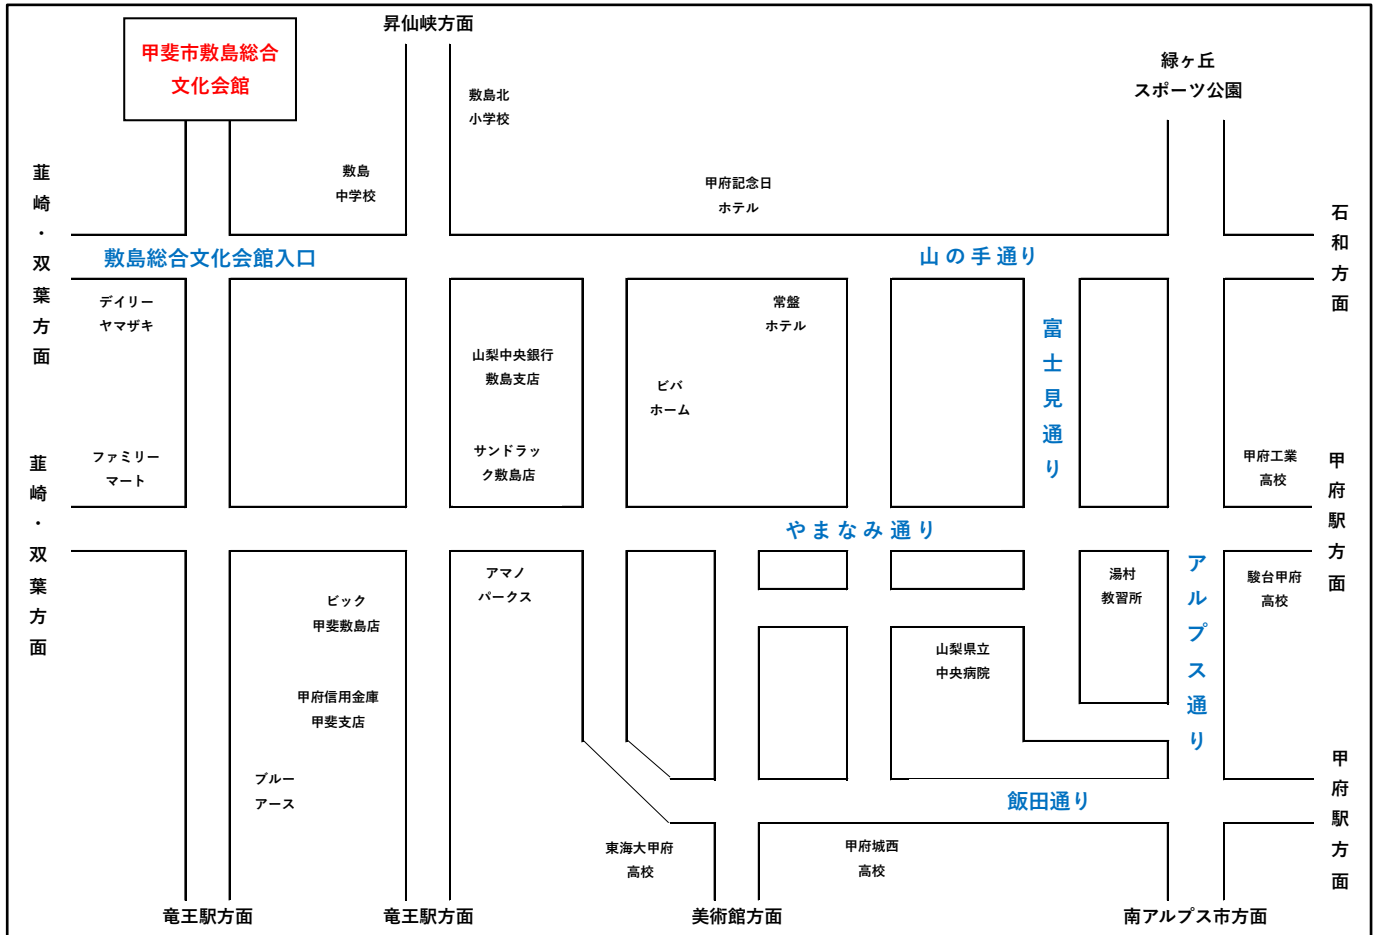 昇仙峡方面
甲斐市敷島総合
文化会館
緑ヶ丘
スポーツ公園
敷島北
小学校
敷島
中学校
甲府記念日
ホテル
韮崎・双葉方面
石和方面
敷島総合文化会館入口
山の手通り
デイリー
ヤマザキ
常盤
ホテル
富士見通り
山梨中央銀行
敷島支店
ビバ
ホーム
サンドラッ
ク敷島店
ファミリー
マート
甲府工業
高校
韮崎・双葉方面
甲府駅方面
やまなみ通り
アマノ
パークス
湯村
教習所
アルプス通り
駿台甲府
高校
ビック
甲斐敷島店
山梨県立
中央病院
甲府信用金庫
甲斐支店
ブルー
アース
飯田通り
甲府駅方面
東海大甲府
高校
甲府城西
高校
竜王駅方面
竜王駅方面
美術館方面
南アルプス市方面